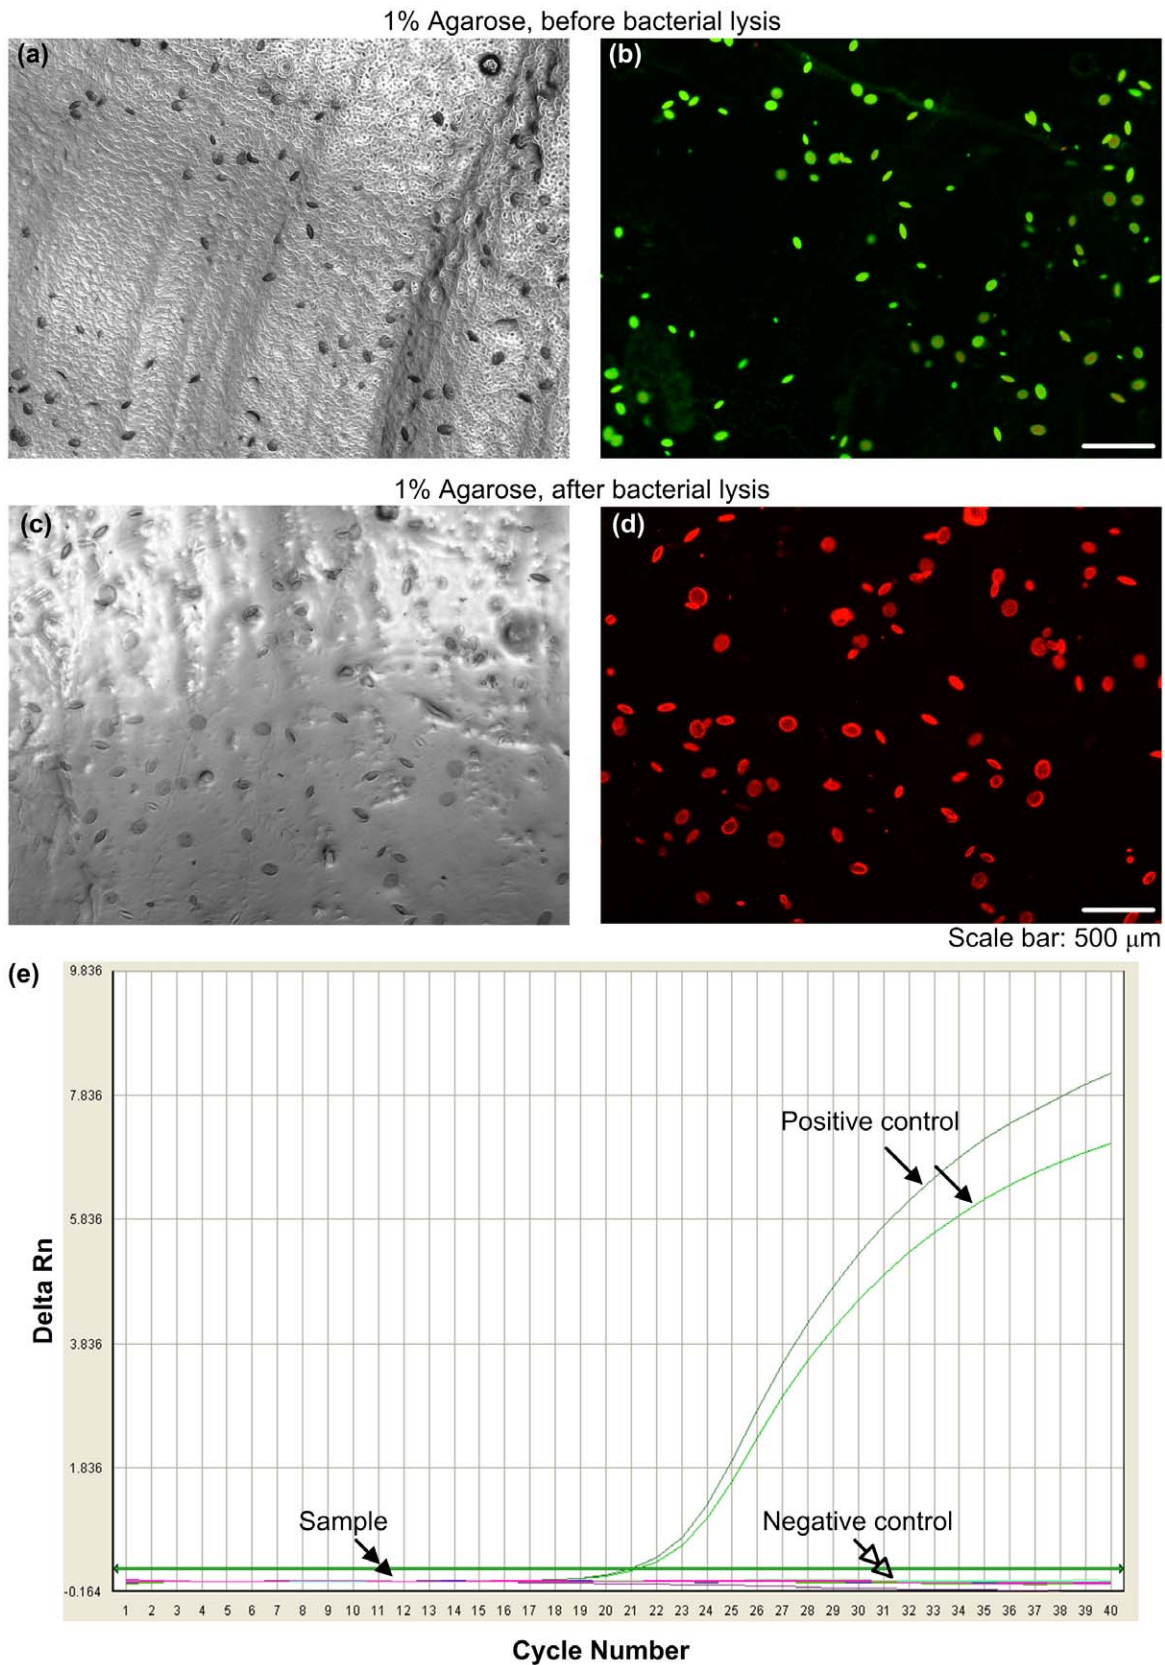 1% Agarose, before bacterial lysis
(a)
(b)
1% Agarose, after bacterial lysis
(c)
(d)
Scale bar: 500 μm
(e)
9.836
7.836
Positive control
5.836
Delta Rn
3.836
1.836
Sample
Negative control
-0.164
1 2 3 4 5 6 7 8 9 10 11 12 13 14 15 16 17 18 19 20 21 22 23 24 25 26 27 28 29 30 31 32 33 34 35 36 37 38 39 40
Cycle Number